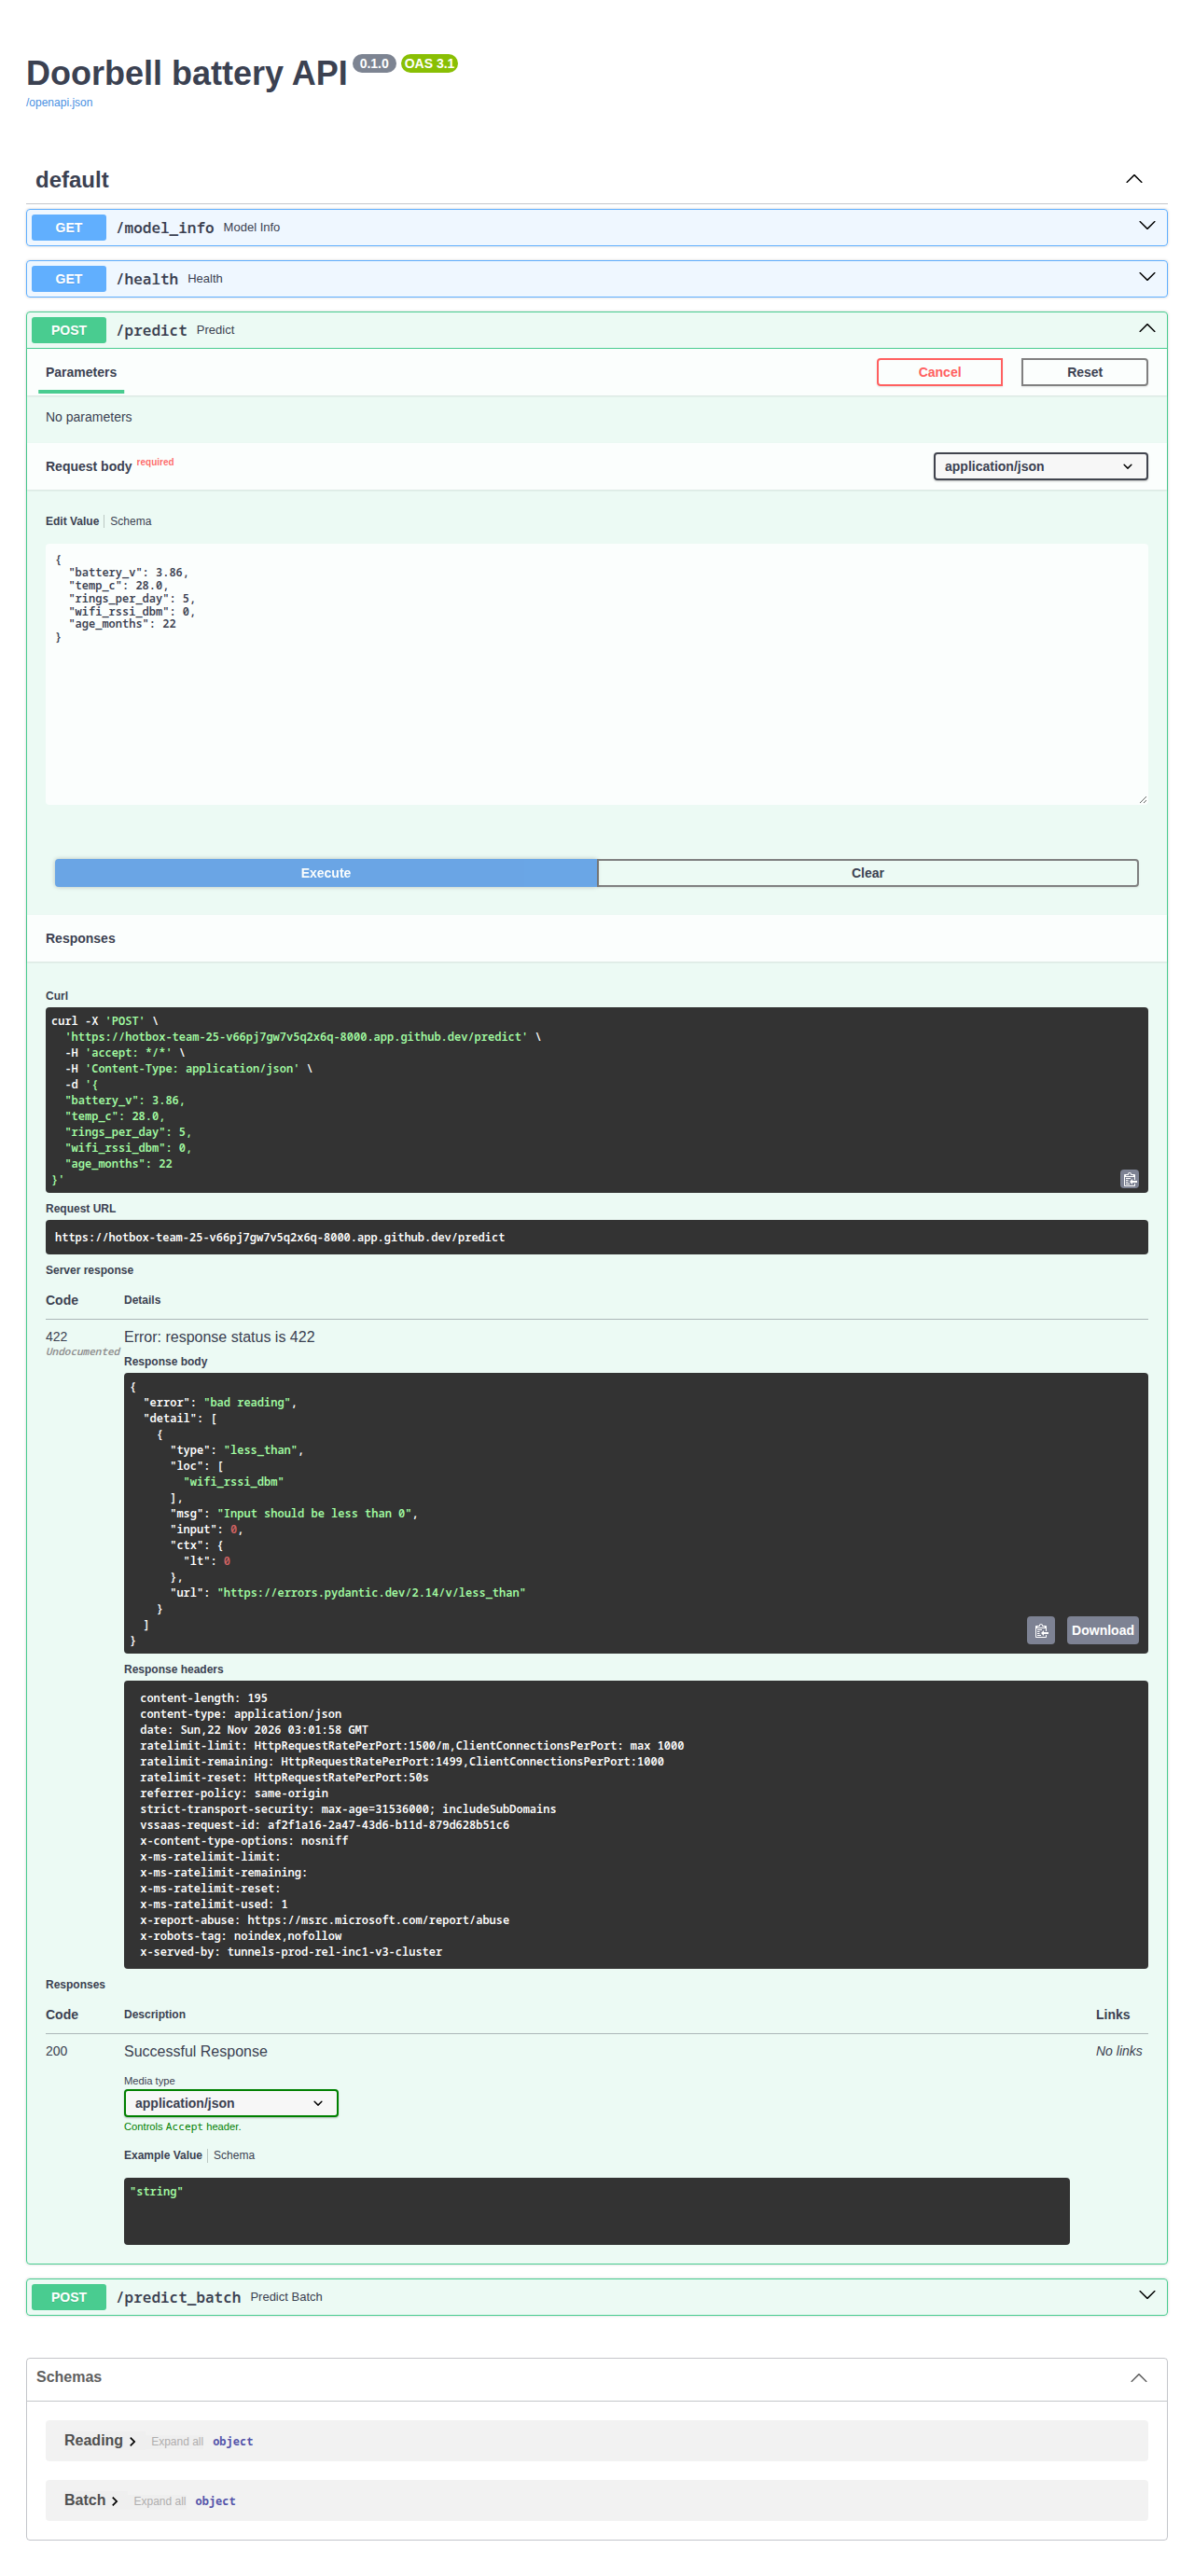 Doorbell battery API 0.1.0 OAS 3.1
/openapi.json
default
GET /model_info Model Info
GET /health Health
POST /predict Predict
Parameters Cancel Reset
No parameters
Request body required application/json
Edit Value Schema
{
  "battery_v": 3.86,
  "temp_c": 28.0,
  "rings_per_day": 5,
  "wifi_rssi_dbm": 0,
  "age_months": 22
}
Execute Clear
Responses
Curl
curl -X 'POST' \
  'https://hotbox-team-25-v66pj7gw7v5q2x6q-8000.app.github.dev/predict' \
  -H 'accept: */*' \
  -H 'Content-Type: application/json' \
  -d '{
  "battery_v": 3.86,
  "temp_c": 28.0,
  "rings_per_day": 5,
  "wifi_rssi_dbm": 0,
  "age_months": 22
}'
Request URL
https://hotbox-team-25-v66pj7gw7v5q2x6q-8000.app.github.dev/predict
Server response
Code Details
422 Error: response status is 422
Undocumented
Response body
{
  "error": "bad reading",
  "detail": [
    {
      "type": "less_than",
      "loc": [
        "wifi_rssi_dbm"
      ],
      "msg": "Input should be less than 0",
      "input": 0,
      "ctx": {
        "lt": 0
      },
      "url": "https://errors.pydantic.dev/2.14/v/less_than"
    }
  ]
}
Download
Response headers
content-length: 195
content-type: application/json
date: Sun,22 Nov 2026 03:01:58 GMT
ratelimit-limit: HttpRequestRatePerPort:1500/m,ClientConnectionsPerPort: max 1000
ratelimit-remaining: HttpRequestRatePerPort:1499,ClientConnectionsPerPort:1000
ratelimit-reset: HttpRequestRatePerPort:50s
referrer-policy: same-origin
strict-transport-security: max-age=31536000; includeSubDomains
vssaas-request-id: af2f1a16-2a47-43d6-b11d-879d628b51c6
x-content-type-options: nosniff
x-ms-ratelimit-limit:
x-ms-ratelimit-remaining:
x-ms-ratelimit-reset:
x-ms-ratelimit-used: 1
x-report-abuse: https://msrc.microsoft.com/report/abuse
x-robots-tag: noindex,nofollow
x-served-by: tunnels-prod-rel-inc1-v3-cluster
Responses
Code Description Links
200 Successful Response No links
Media type
application/json
Controls Accept header.
Example Value Schema
"string"
POST /predict_batch Predict Batch
Schemas
Reading Expand all object
Batch Expand all object